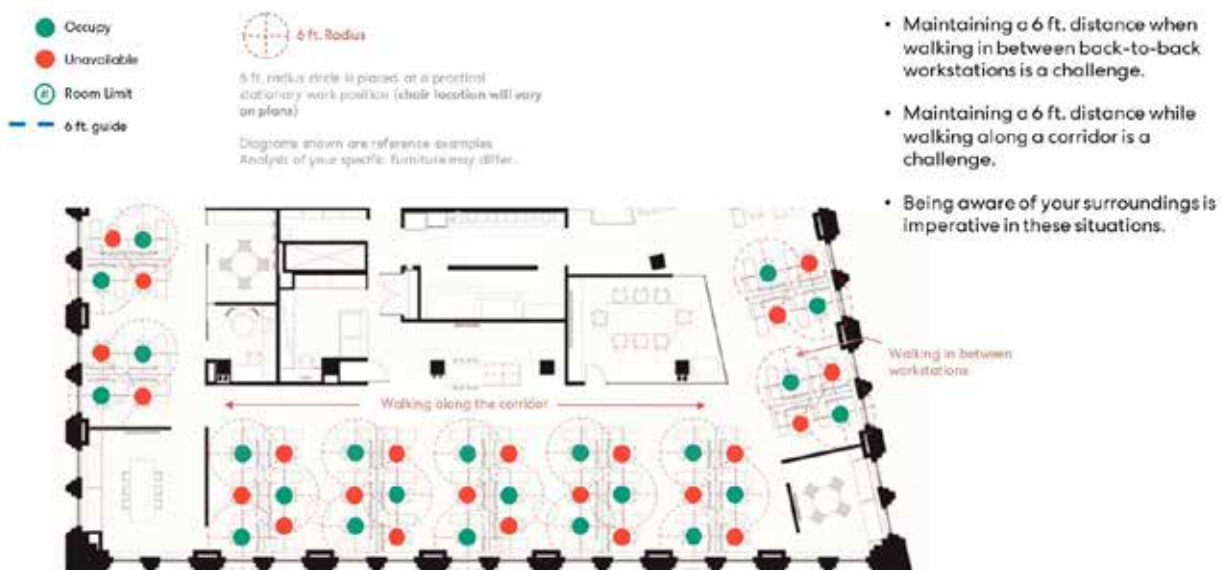 Occupy
Unavailable
Room Limit
6 ft. guide
6 ft. Radius
6 ft. radius circle is placed at a practical
stationary work position (chair location will vary
on plans)
Diagrams shown are reference examples
Analysis of your specific furniture may differ.
• Maintaining a 6 ft. distance when
walking in between back-to-back
workstations is a challenge.
• Maintaining a 6 ft. distance while
walking along a corridor is a
challenge.
• Being aware of your surroundings is
imperative in these situations.
Walking in between
workstations
Walking along the corridor